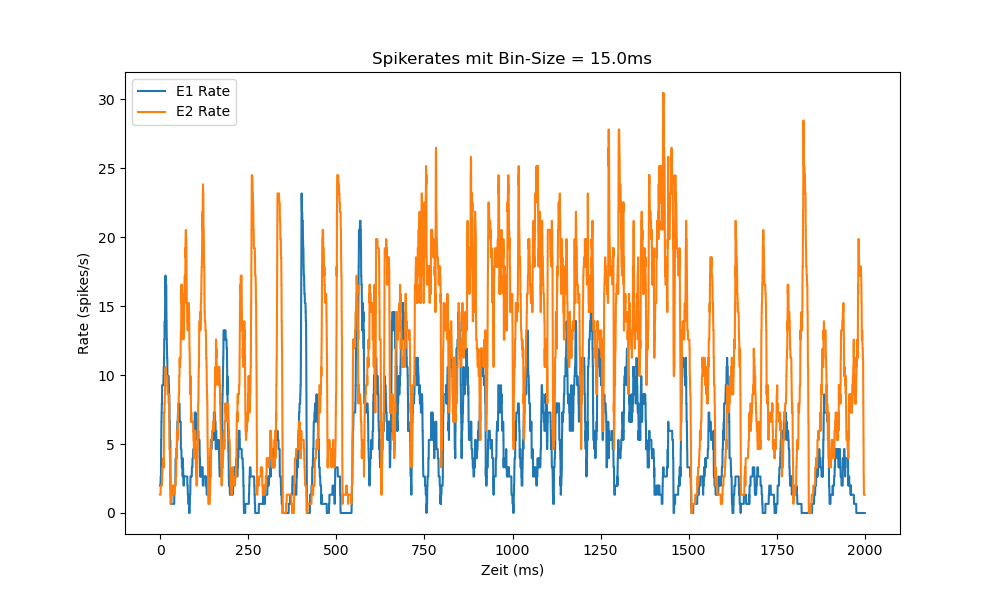 Spikerates mit Bin-Size = 15.0ms
E1 Rate
E2 Rate
30
25
20
15
10
5
0
Rate (spikes/s)
0 250 500 750 1000 1250 1500 1750 2000
Zeit (ms)